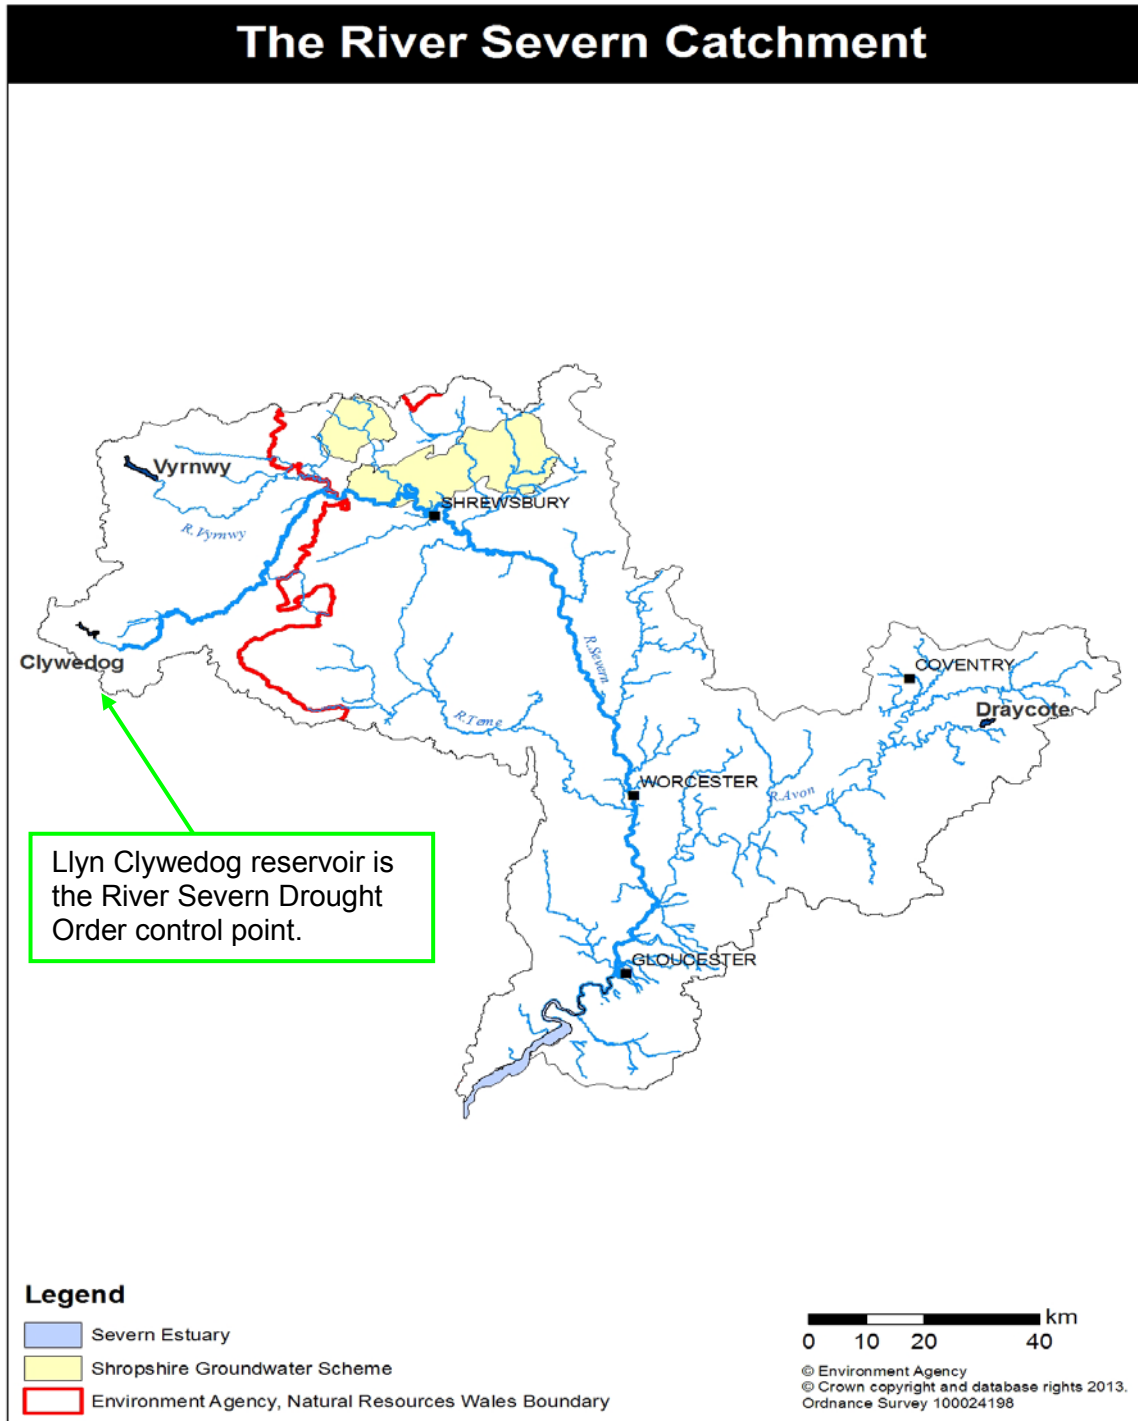 The River Severn Catchment
Vyrnwy
SHREWSBURY
R.Vyrnwy
R.Severn
Clywedog
COVENTRY
Draycote
R.Teme
WORCESTER
R.Avon
Llyn Clywedog reservoir is
the River Severn Drought
Order control point.
GLOUCESTER
Legend
Severn Estuary
Shropshire Groundwater Scheme
Environment Agency, Natural Resources Wales Boundary
km
0 10 20 40
© Environment Agency
© Crown copyright and database rights 2013.
Ordnance Survey 100024198